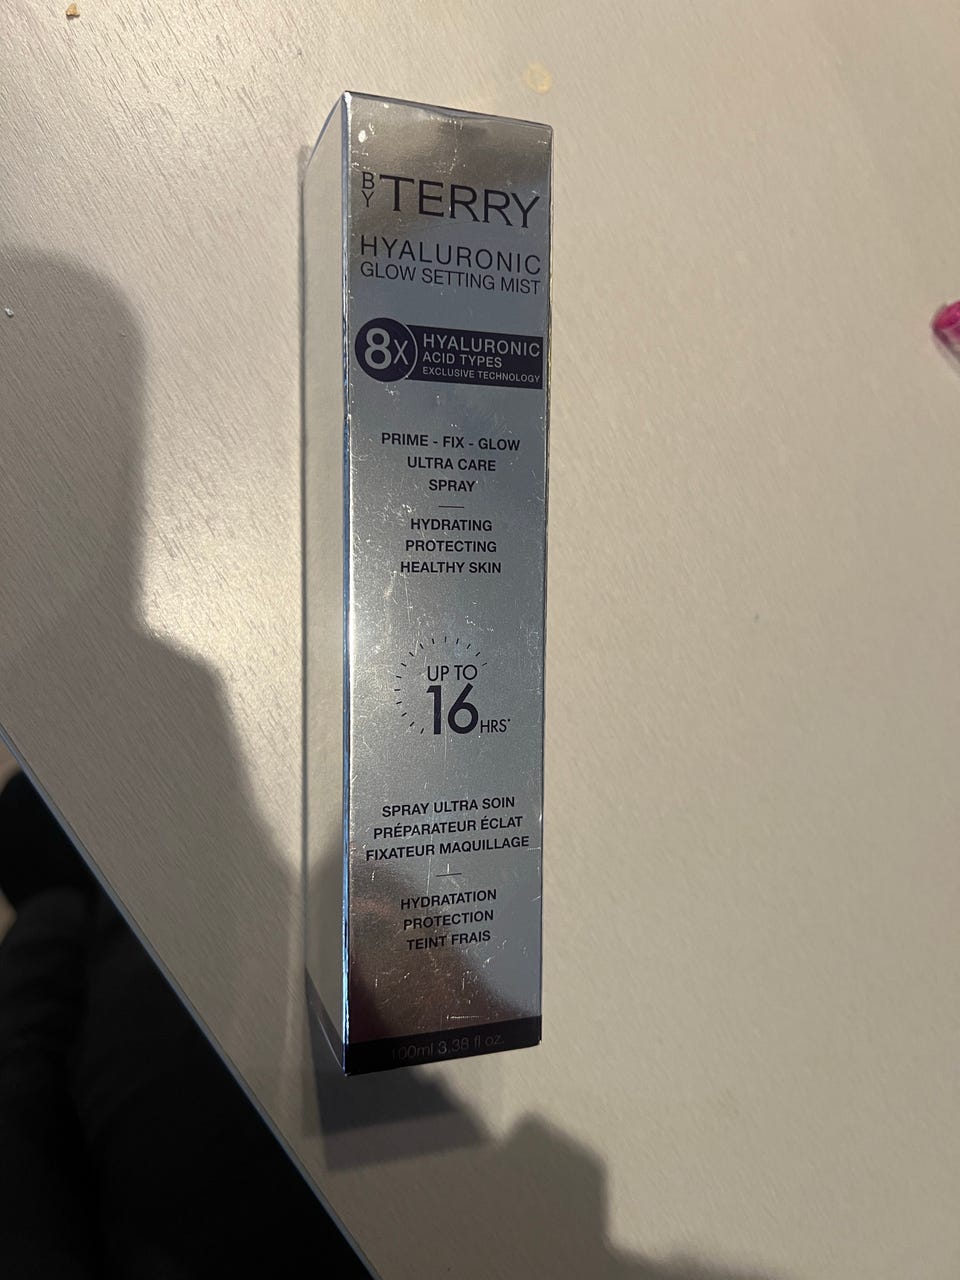 BY TERRY
HYALURONIC
GLOW SETTING MIST
8X HYALURONIC
ACID TYPES
EXCLUSIVE TECHNOLOGY
PRIME - FIX - GLOW
ULTRA CARE
SPRAY
HYDRATING
PROTECTING
HEALTHY SKIN
UP TO
16HRS*
SPRAY ULTRA SOIN
PRÉPARATEUR ÉCLAT
FIXATEUR MAQUILLAGE
HYDRATATION
PROTECTION
TEINT FRAIS
100ml 3.38 fl oz.